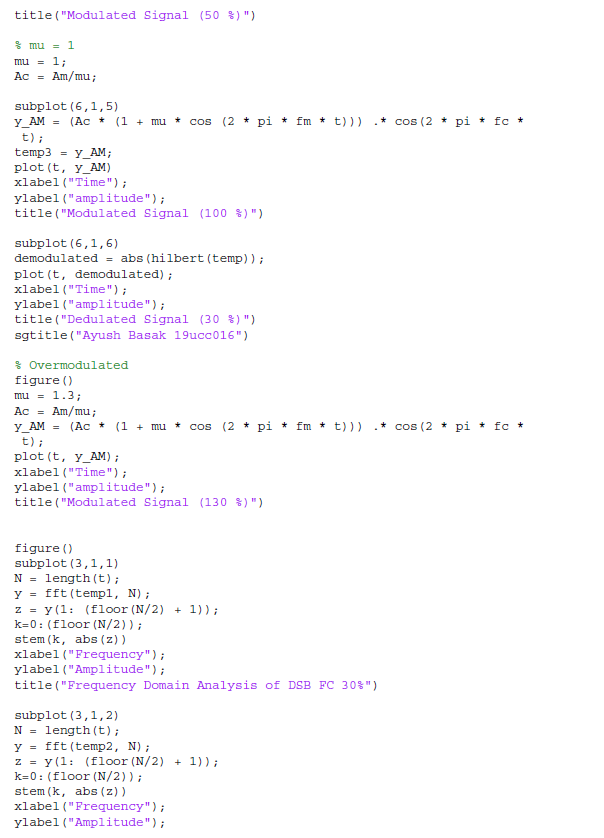 title("Modulated Signal (50 %)")
% mu = 1
mu = 1;
Ac = Am/mu;
subplot(6,1,5)
y_AM = (Ac * (1 + mu * cos (2 * pi * fm * t))) .* cos(2 * pi * fc *
t);
temp3 = y_AM;
plot(t, y_AM)
xlabel("Time");
ylabel("amplitude");
title("Modulated Signal (100 %)")
subplot(6,1,6)
demodulated = abs(hilbert(temp));
plot(t, demodulated);
xlabel("Time");
ylabel("amplitude");
title("Dedulated Signal (30 %)")
sgtitle("Ayush Basak 19ucc016")
% Overmodulated
figure()
mu = 1.3;
Ac = Am/mu;
y_AM = (Ac * (1 + mu * cos (2 * pi * fm * t))) .* cos(2 * pi * fc *
t);
plot(t, y_AM);
xlabel("Time");
ylabel("amplitude");
title("Modulated Signal (130 %)")
figure()
subplot(3,1,1)
N = length(t);
y = fft(temp1, N);
z = y(1: (floor(N/2) + 1));
k=0:(floor(N/2));
stem(k, abs(z))
xlabel("Frequency");
ylabel("Amplitude");
title("Frequency Domain Analysis of DSB FC 30%")
subplot(3,1,2)
N = length(t);
y = fft(temp2, N);
z = y(1: (floor(N/2) + 1));
k=0:(floor(N/2));
stem(k, abs(z))
xlabel("Frequency");
ylabel("Amplitude");